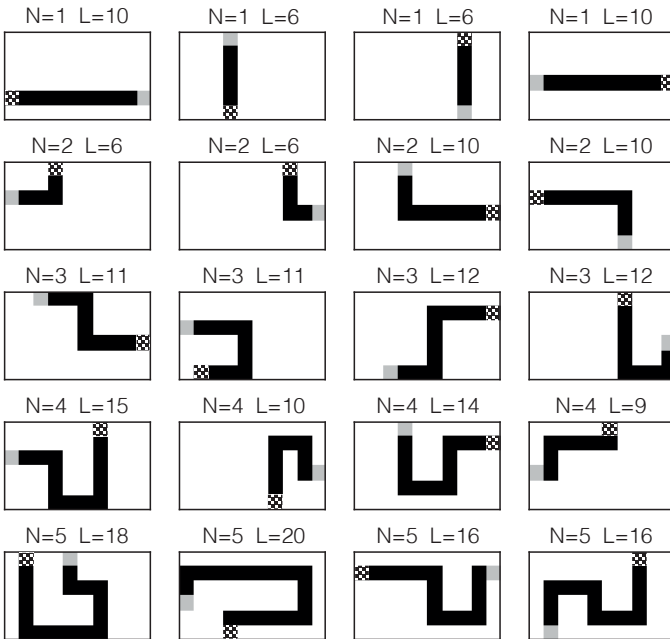 N=1 L=10 N=1 L=6 N=1 L=6 N=1 L=10
N=2 L=6 N=2 L=6 N=2 L=10 N=2 L=10
N=3 L=11 N=3 L=11 N=3 L=12 N=3 L=12
N=4 L=15 N=4 L=10 N=4 L=14 N=4 L=9
N=5 L=18 N=5 L=20 N=5 L=16 N=5 L=16